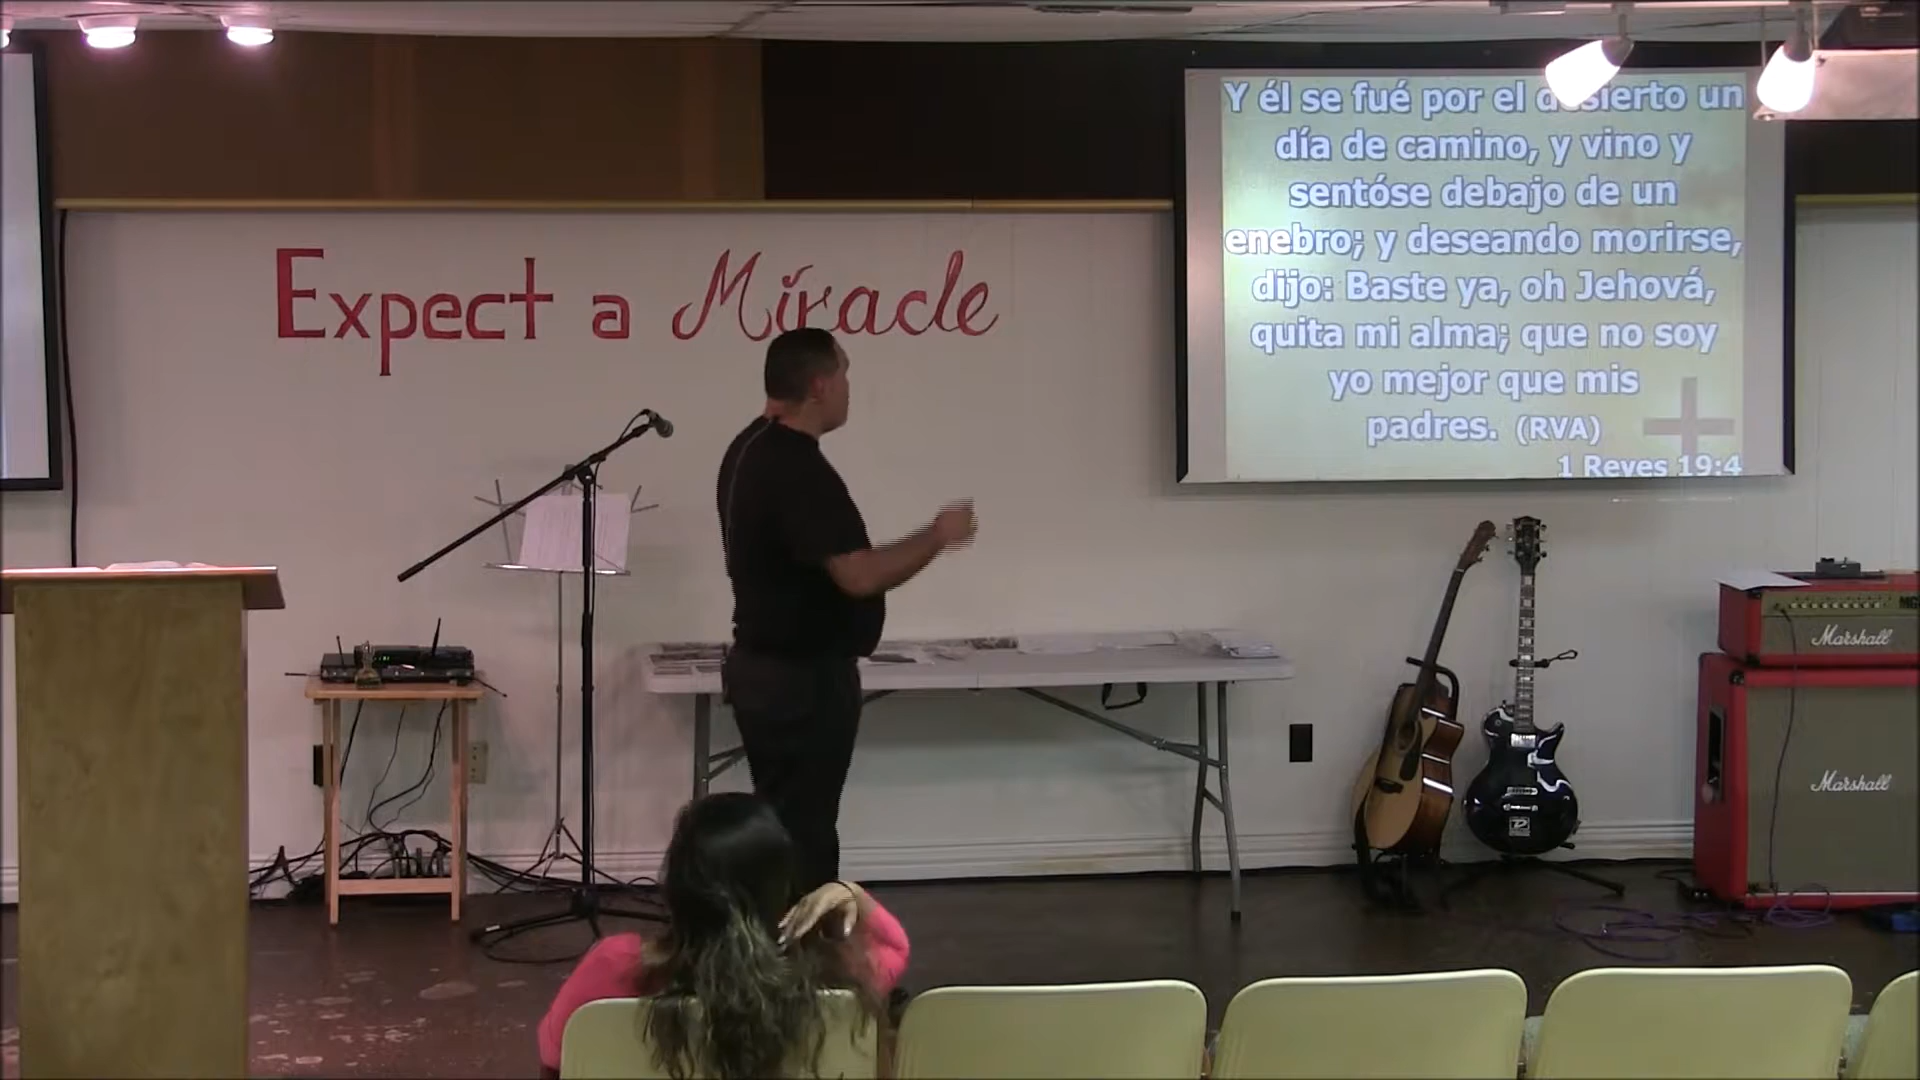 Expect a Miracle
Y él se fué por el desierto un
día de camino, y vino y
sentóse debajo de un
enebro; y deseando morirse,
dijo: Baste ya, oh Jehová,
quita mi alma; que no soy
yo mejor que mis
padres. (RVA)
1 Reyes 19:4
Marshall
Marshall